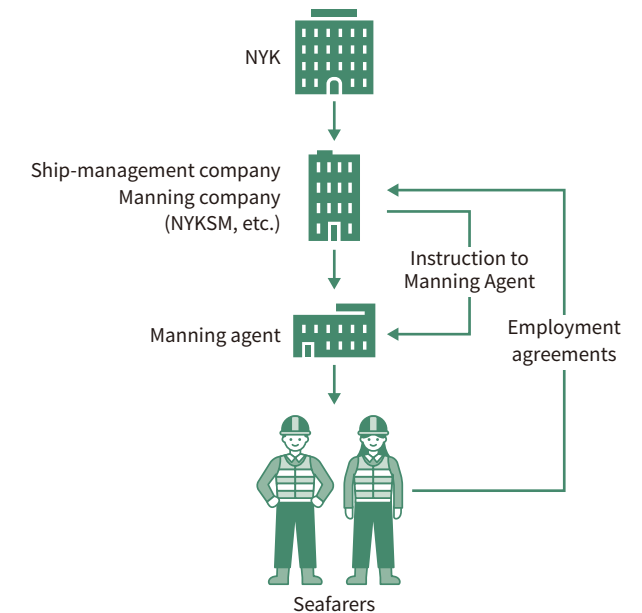 NYK
Ship-management company
Manning company
(NYKSM, etc.)
Instruction to
Manning Agent
Manning agent
Employment
agreements
Seafarers